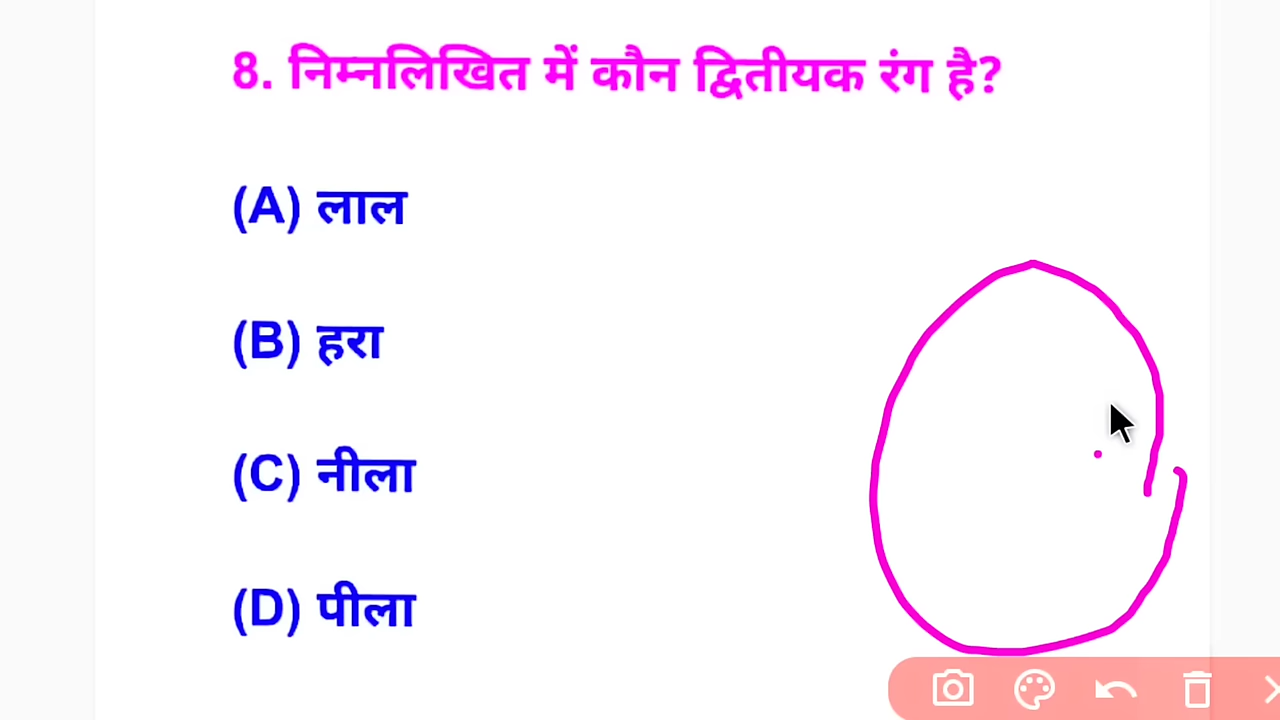 8. निम्नलिखित में कौन द्वितीयक रंग है?
(A) लाल
(B) हरा
(C) नीला
(D) पीला